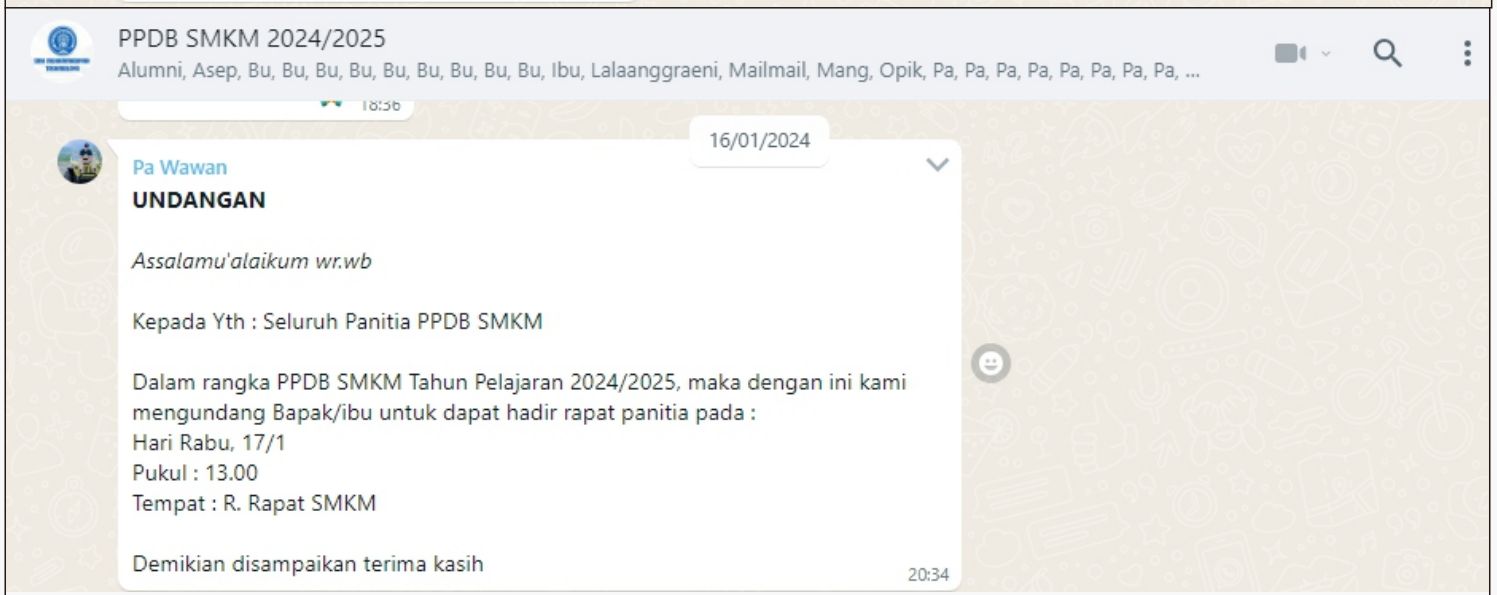 PPDB SMKM 2024/2025
Alumni, Asep, Bu, Bu, Bu, Bu, Bu, Bu, Bu, Bu, Bu, Ibu, Lalaanggraeni, Mailmail, Mang, Opik, Pa, Pa, Pa, Pa, Pa, Pa, Pa, Pa, ...
18:36
16/01/2024
Pa Wawan
UNDANGAN
Assalamu'alaikum wr.wb
Kepada Yth : Seluruh Panitia PPDB SMKM
Dalam rangka PPDB SMKM Tahun Pelajaran 2024/2025, maka dengan ini kami
mengundang Bapak/ibu untuk dapat hadir rapat panitia pada :
Hari Rabu, 17/1
Pukul : 13.00
Tempat : R. Rapat SMKM
Demikian disampaikan terima kasih
20:34